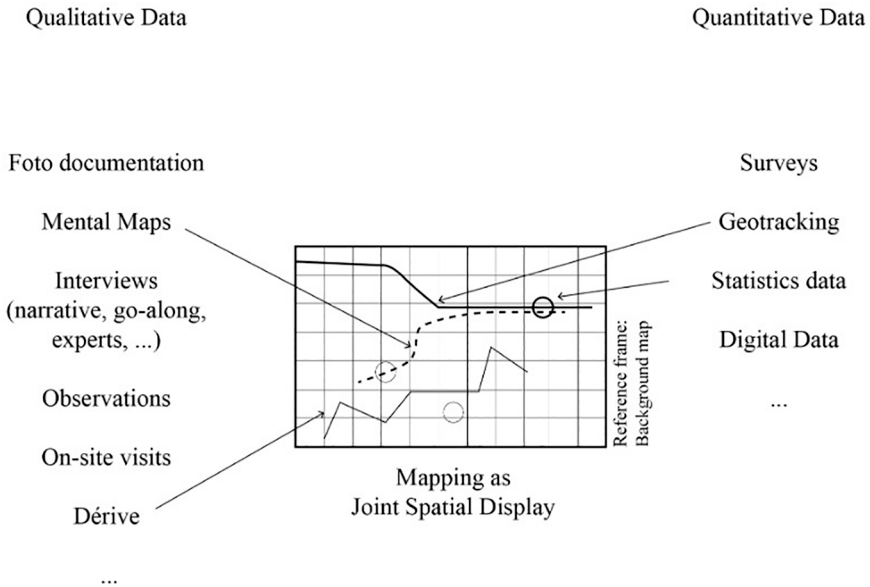 Qualitative Data
Quantitative Data
Foto documentation
Mental Maps
Interviews
(narrative, go-along,
experts, ...)
Observations
On-site visits
Dérive
...
Surveys
Geotracking
Statistics data
Digital Data
...
Reference frame:
Background map
Mapping as
Joint Spatial Display